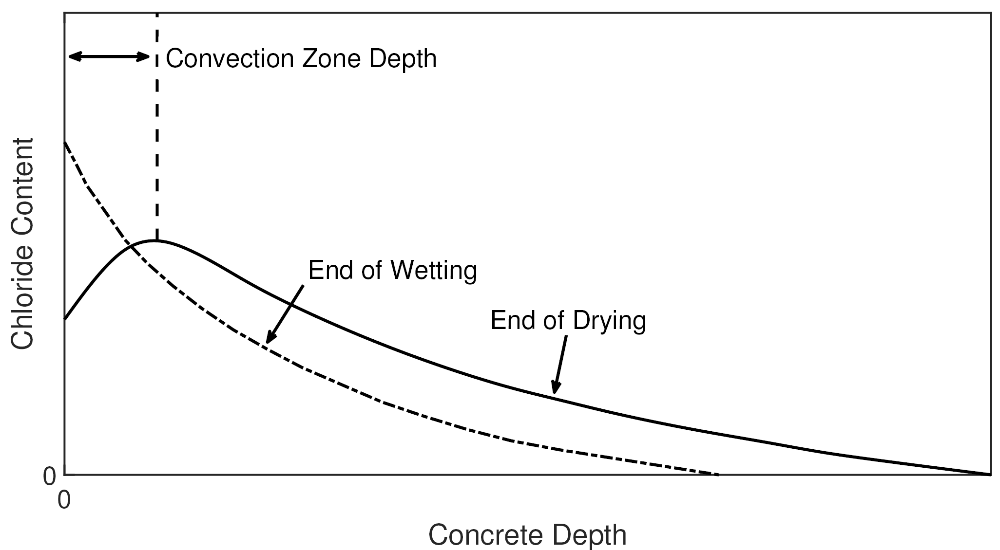 Convection Zone Depth
Chloride Content
End of Wetting
End of Drying
0
0
Concrete Depth